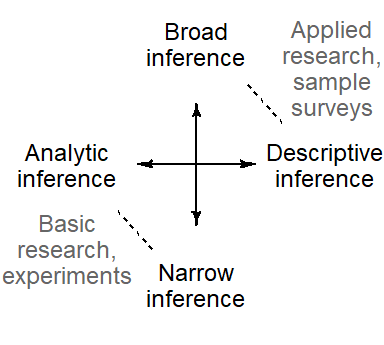 Broad
inference
Applied
research,
sample
surveys
Analytic
inference
Descriptive
inference
Basic
research,
experiments
Narrow
inference